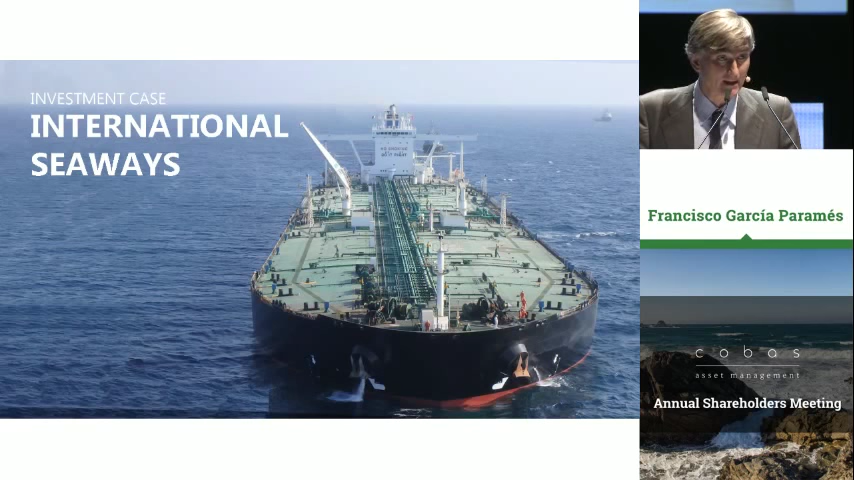 INVESTMENT CASE
INTERNATIONAL
SEAWAYS
Francisco García Paramés
cobas
asset management
Annual Shareholders Meeting